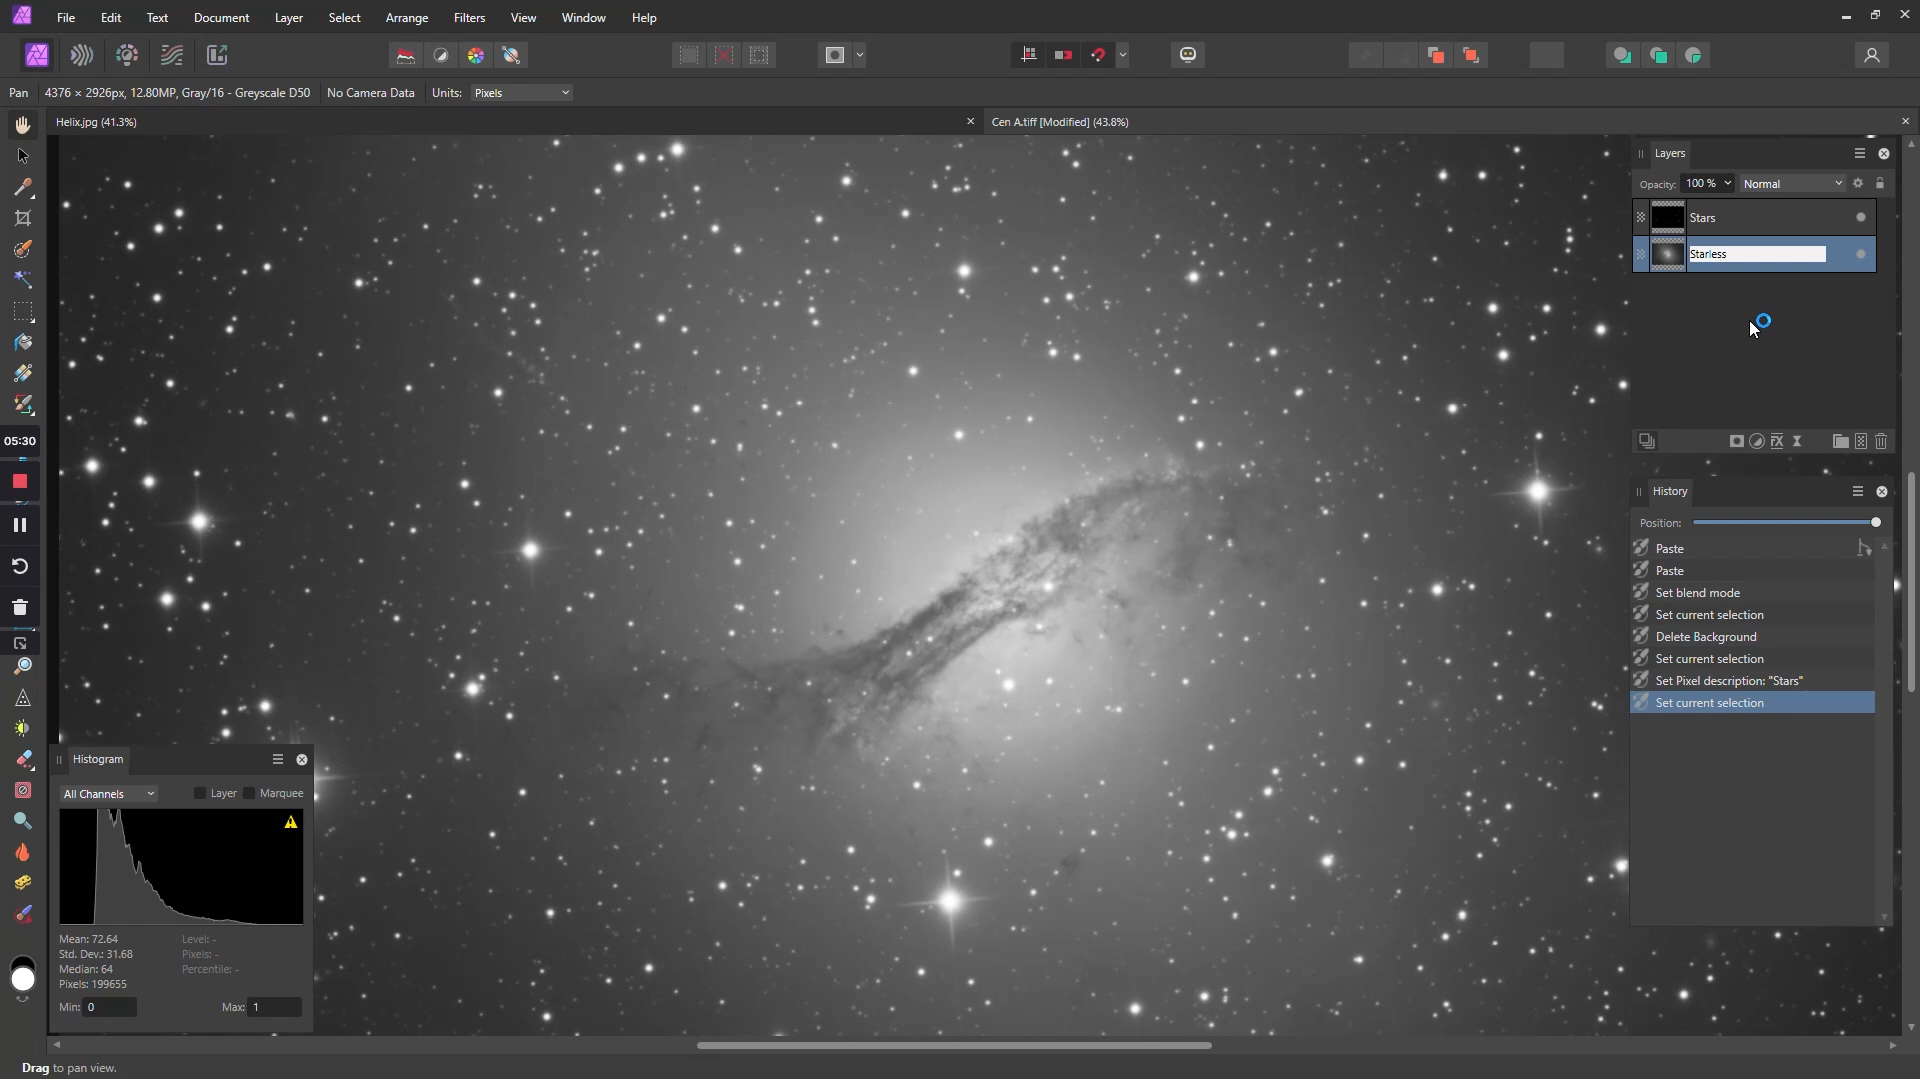 File Edit Text Document Layer Select Arrange Filters View Window Help
Pan 4376 × 2926px, 12.80MP, Gray/16 - Greyscale D50 No Camera Data Units: Pixels
Helix.jpg (41.3%)
Cen A.tiff [Modified] (43.8%)
Layers
Opacity: 100 % Normal
Stars
Starless
05:30
History
Position:
Paste
Paste
Set blend mode
Set current selection
Delete Background
Set current selection
Set Pixel description: "Stars"
Set current selection
Histogram
All Channels Layer Marquee
Mean: 72.64 Level: -
Std. Dev.: 31.68 Pixels: -
Median: 64 Percentile: -
Pixels: 199655
Min: 0 Max: 1
Drag to pan view.